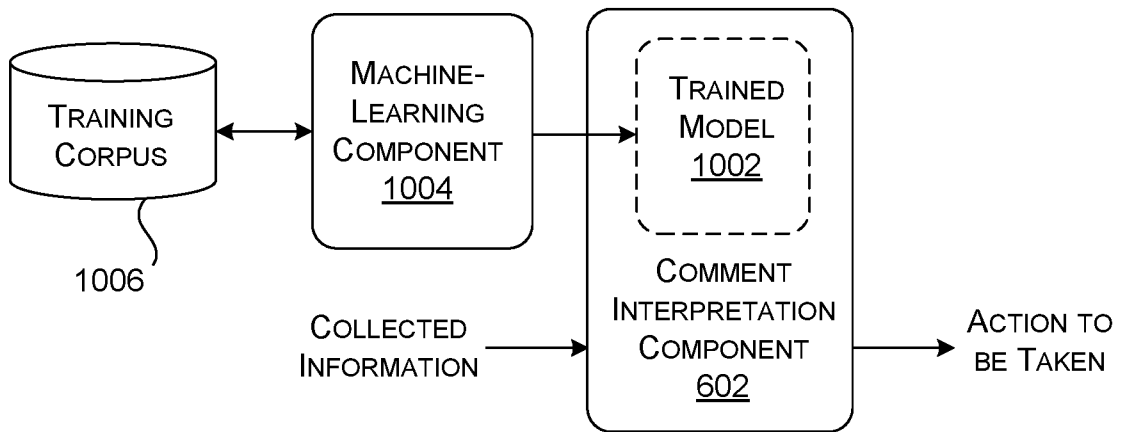 TRAINING
CORPUS
1006
MACHINE-
LEARNING
COMPONENT
1004
TRAINED
MODEL
1002
COLLECTED
INFORMATION
COMMENT
INTERPRETATION
COMPONENT
602
ACTION TO
BE TAKEN